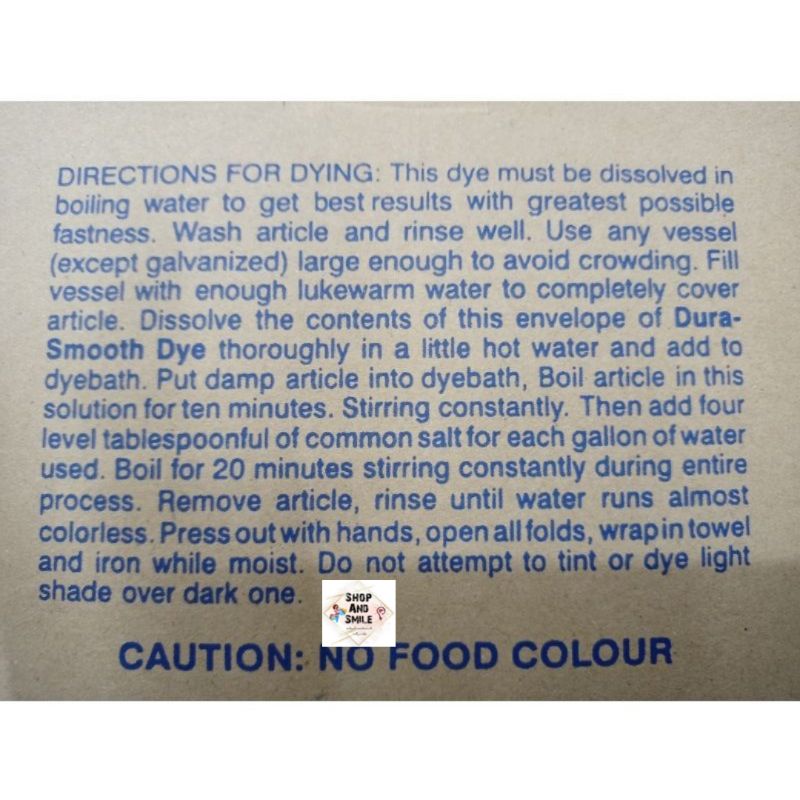 DIRECTIONS FOR DYING: This dye must be dissolved in
boiling water to get best results with greatest possible
fastness. Wash article and rinse well. Use any vessel
(except galvanized) large enough to avoid crowding. Fill
vessel with enough lukewarm water to completely cover
article. Dissolve the contents of this envelope of Dura-
Smooth Dye thoroughly in a little hot water and add to
dyebath. Put damp article into dyebath, Boil article in this
solution for ten minutes. Stirring constantly. Then add four
level tablespoonful of common salt for each gallon of water
used. Boil for 20 minutes stirring constantly during entire
process. Remove article, rinse until water runs almost
colorless. Press out with hands, open all folds, wrap in towel
and iron while moist. Do not attempt to tint or dye light
shade over dark one.
SHOP
AND
SMILE
CAUTION: NO FOOD COLOUR